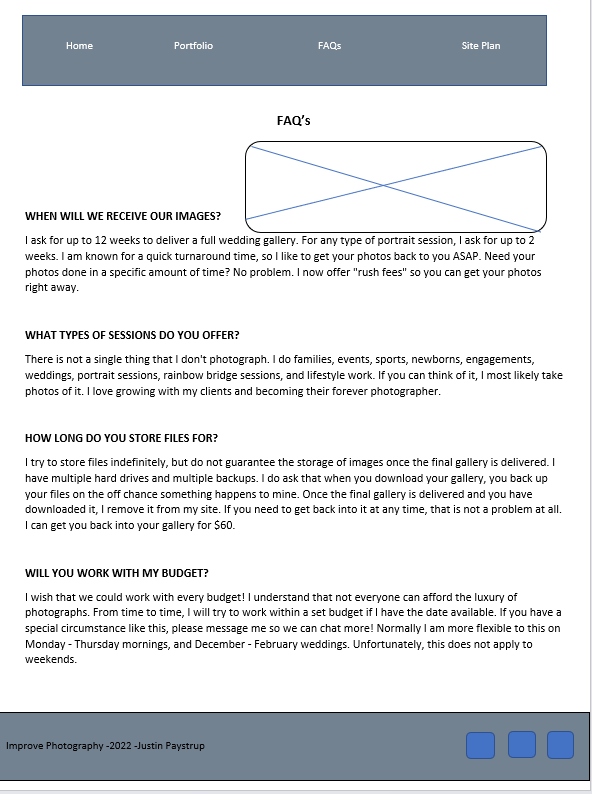 Home Portfolio FAQs Site Plan
FAQ's
WHEN WILL WE RECEIVE OUR IMAGES?
I ask for up to 12 weeks to deliver a full wedding gallery. For any type of portrait session, I ask for up to 2
weeks. I am known for a quick turnaround time, so I like to get your photos back to you ASAP. Need your
photos done in a specific amount of time? No problem. I now offer "rush fees" so you can get your photos
right away.
WHAT TYPES OF SESSIONS DO YOU OFFER?
There is not a single thing that I don't photograph. I do families, events, sports, newborns, engagements,
weddings, portrait sessions, rainbow bridge sessions, and lifestyle work. If you can think of it, I most likely take
photos of it. I love growing with my clients and becoming their forever photographer.
HOW LONG DO YOU STORE FILES FOR?
I try to store files indefinitely, but do not guarantee the storage of images once the final gallery is delivered. I
have multiple hard drives and multiple backups. I do ask that when you download your gallery, you back up
your files on the off chance something happens to mine. Once the final gallery is delivered and you have
downloaded it, I remove it from my site. If you need to get back into it at any time, that is not a problem at all.
I can get you back into your gallery for $60.
WILL YOU WORK WITH MY BUDGET?
I wish that we could work with every budget! I understand that not everyone can afford the luxury of
photographs. From time to time, I will try to work within a set budget if I have the date available. If you have a
special circumstance like this, please message me so we can chat more! Normally I am more flexible to this on
Monday - Thursday mornings, and December - February weddings. Unfortunately, this does not apply to
weekends.
Improve Photography -2022 -Justin Paystrup